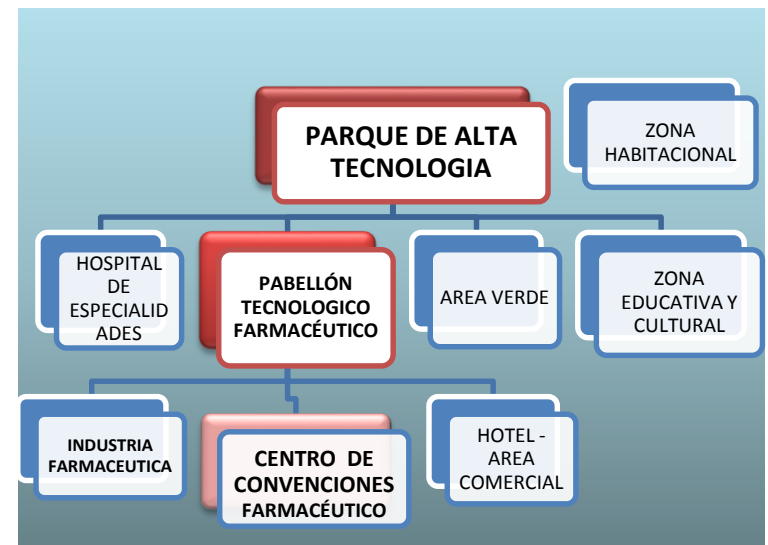 PARQUE DE ALTA
TECNOLOGIA
ZONA
HABITACIONAL
HOSPITAL
DE
ESPECIALID
ADES
PABELLÓN
TECNOLOGICO
FARMACÉUTICO
AREA VERDE
ZONA
EDUCATIVA Y
CULTURAL
INDUSTRIA
FARMACEUTICA
CENTRO DE
CONVENCIONES
FARMACÉUTICO
HOTEL -
AREA
COMERCIAL